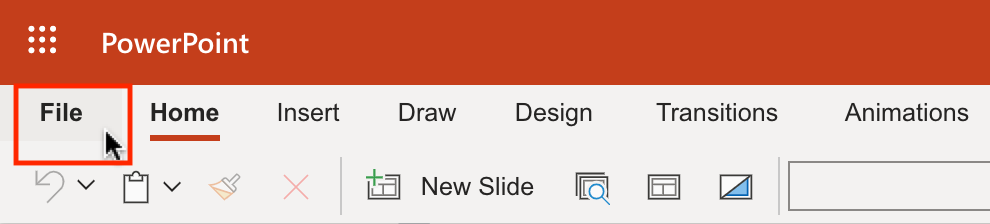 PowerPoint
File Home Insert Draw Design Transitions Animations
New Slide